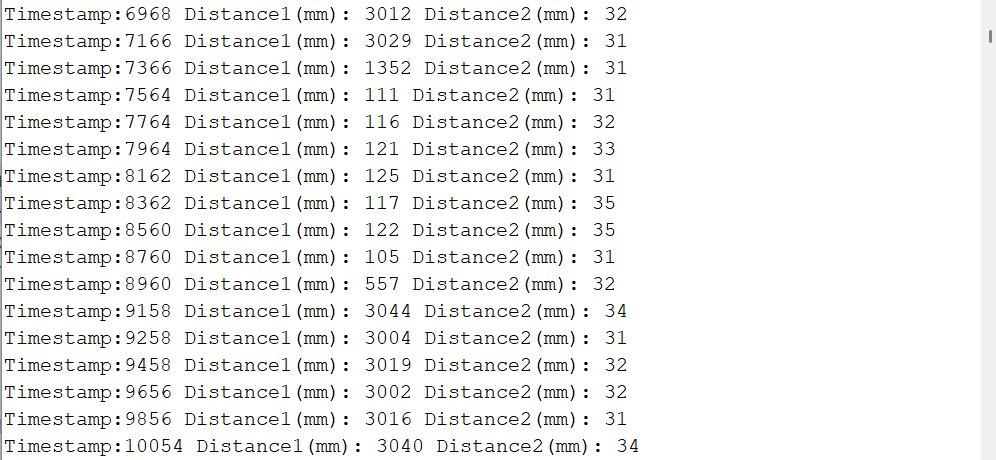 Timestamp:6968 Distance1(mm): 3012 Distance2(mm): 32
Timestamp:7166 Distance1(mm): 3029 Distance2(mm): 31
Timestamp:7366 Distance1(mm): 1352 Distance2(mm): 31
Timestamp:7564 Distance1(mm): 111 Distance2(mm): 31
Timestamp:7764 Distance1(mm): 116 Distance2(mm): 32
Timestamp:7964 Distance1(mm): 121 Distance2(mm): 33
Timestamp:8162 Distance1(mm): 125 Distance2(mm): 31
Timestamp:8362 Distance1(mm): 117 Distance2(mm): 35
Timestamp:8560 Distance1(mm): 122 Distance2(mm): 35
Timestamp:8760 Distance1(mm): 105 Distance2(mm): 31
Timestamp:8960 Distance1(mm): 557 Distance2(mm): 32
Timestamp:9158 Distance1(mm): 3044 Distance2(mm): 34
Timestamp:9258 Distance1(mm): 3004 Distance2(mm): 31
Timestamp:9458 Distance1(mm): 3019 Distance2(mm): 32
Timestamp:9656 Distance1(mm): 3002 Distance2(mm): 32
Timestamp:9856 Distance1(mm): 3016 Distance2(mm): 31
Timestamp:10054 Distance1(mm): 3040 Distance2(mm): 34